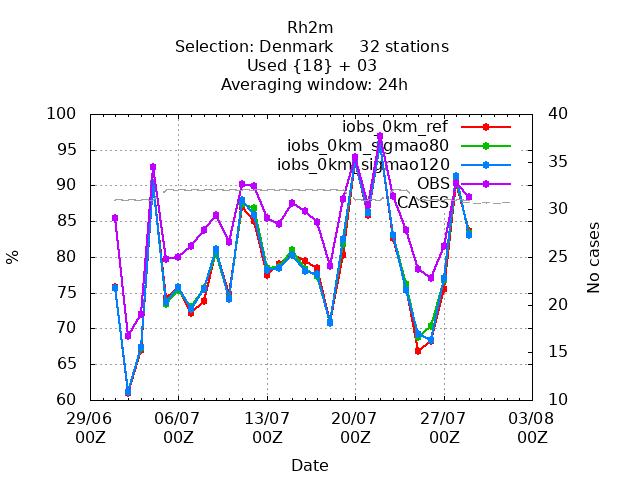 Rh2m
Selection: Denmark 32 stations
Used {18} + 03
Averaging window: 24h
100 40
iobs_0km_ref
95
iobs_0km_sigmao80
35
iobs_0km_sigmao120
90
OBS
30
CASES
85
25
80
%
No cases
75
20
70
15
65
60 10
29/06 06/07 13/07 20/07 27/07 03/08
00Z 00Z 00Z 00Z 00Z 00Z
Date